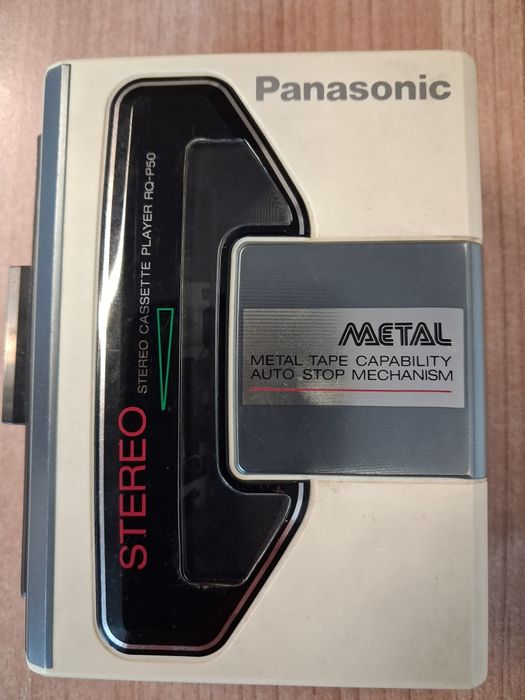 Panasonic
STEREO STEREO CASSETTE PLAYER RQ-P50
METAL
METAL TAPE CAPABILITY
AUTO STOP MECHANISM